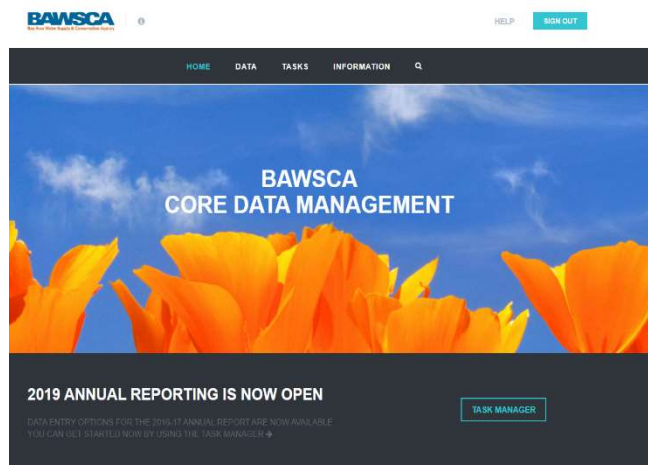 BAWSCA
Bay Area Water Supply & Conservation Agency
HELP
SIGN OUT
HOME
DATA
TASKS
INFORMATION
BAWSCA
CORE DATA MANAGEMENT
2019 ANNUAL REPORTING IS NOW OPEN
DATA ENTRY OPTIONS FOR THE 2016-17 ANNUAL REPORT ARE NOW AVAILABLE
YOU CAN GET STARTED NOW BY USING THE TASK MANAGER
TASK MANAGER